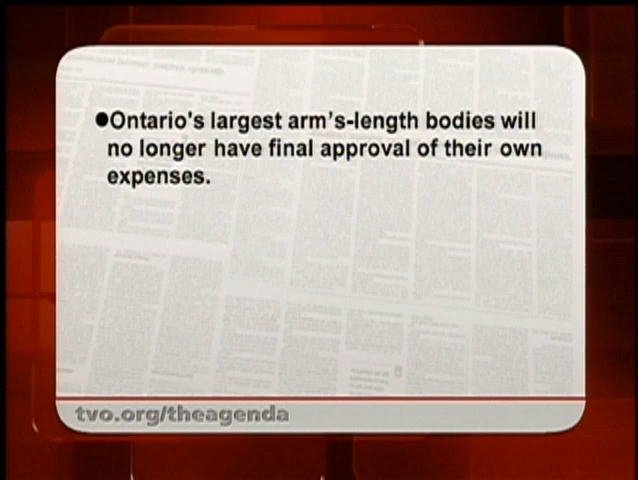 ●Ontario's largest arm's-length bodies will
no longer have final approval of their own
expenses.
tvo.org/theagenda